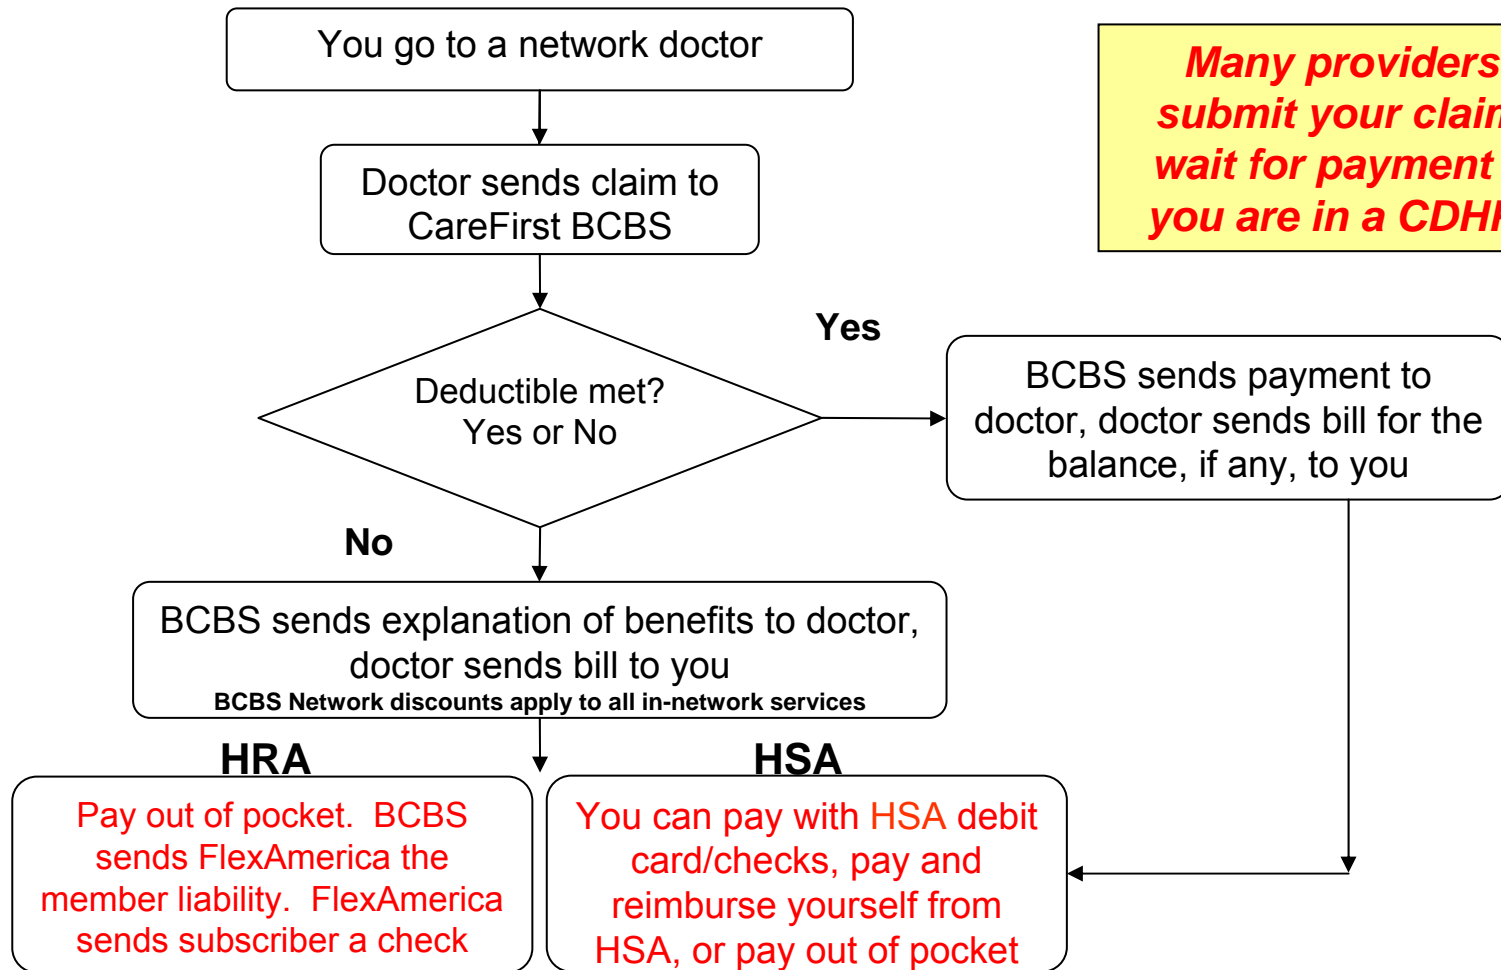 You go to a network doctor
Many providers
submit your claim
wait for payment
you are in a CDH
Doctor sends claim to
CareFirst BCBS
Yes
Deductible met?
Yes or No
BCBS sends payment to
doctor, doctor sends bill for the
balance, if any, to you
No
BCBS sends explanation of benefits to doctor,
doctor sends bill to you
BCBS Network discounts apply to all in-network services
HRA
Pay out of pocket.  BCBS
sends FlexAmerica the
member liability.  FlexAmerica
sends subscriber a check
HSA
You can pay with HSA debit
card/checks, pay and
reimburse yourself from
HSA, or pay out of pocket